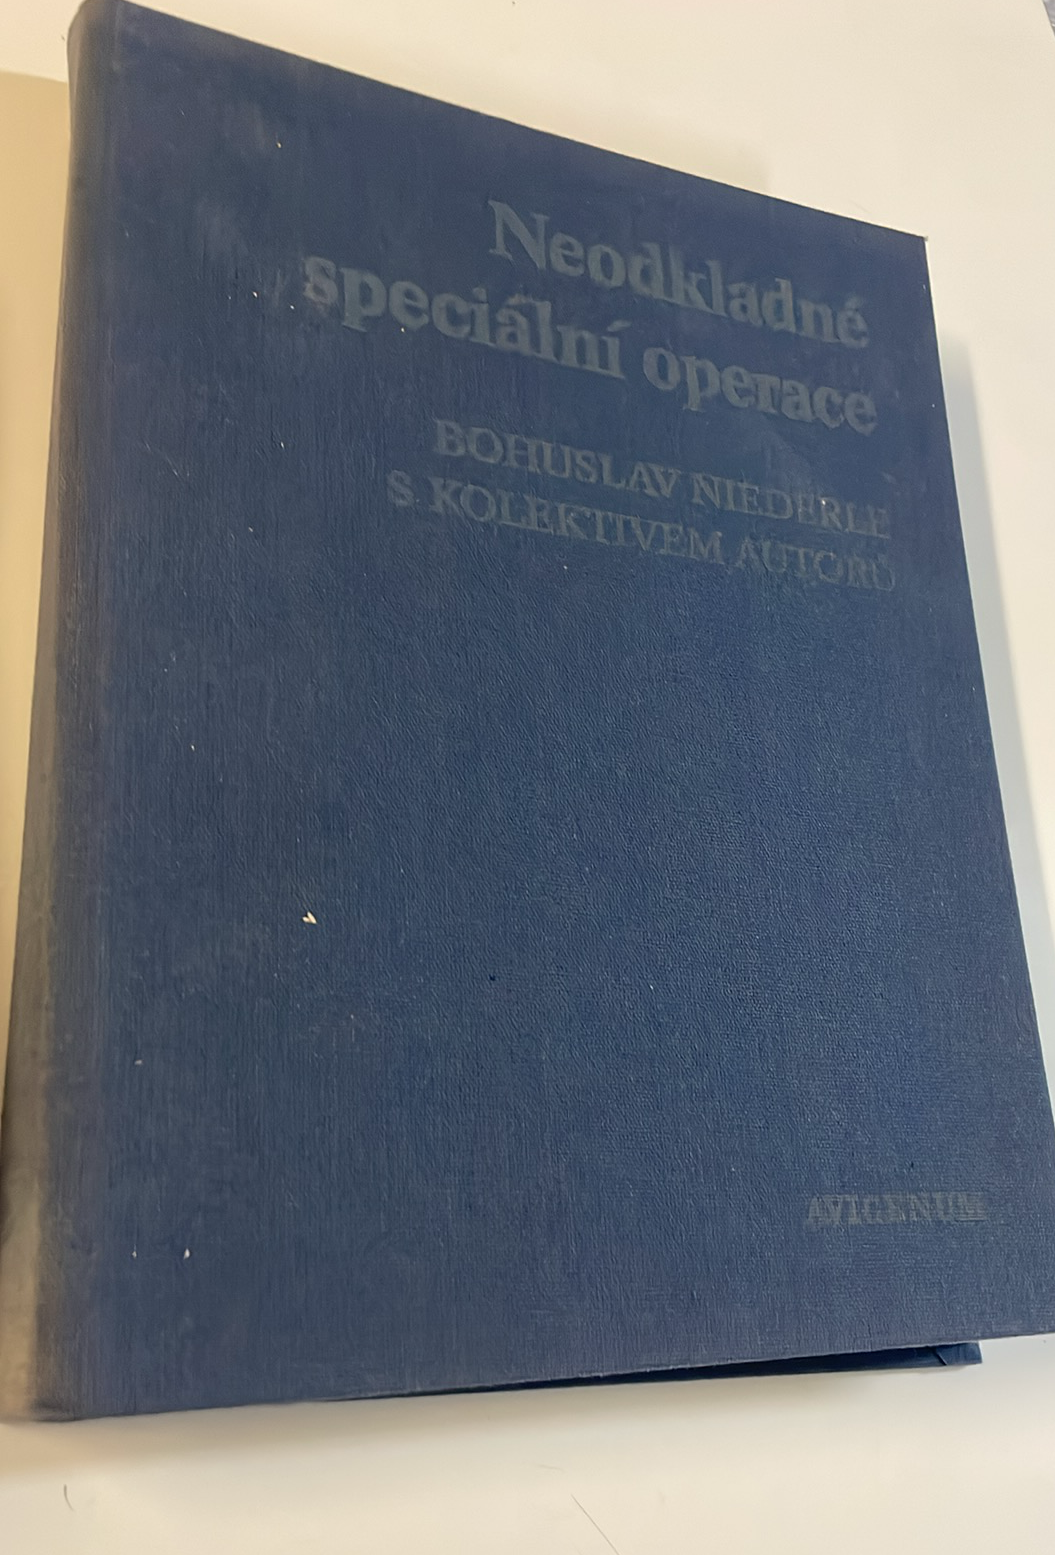 Neodkladné
speciální operace
BOHUSLAV NIEDERLE
S KOLEKTIVEM AUTORŮ
AVICENUM